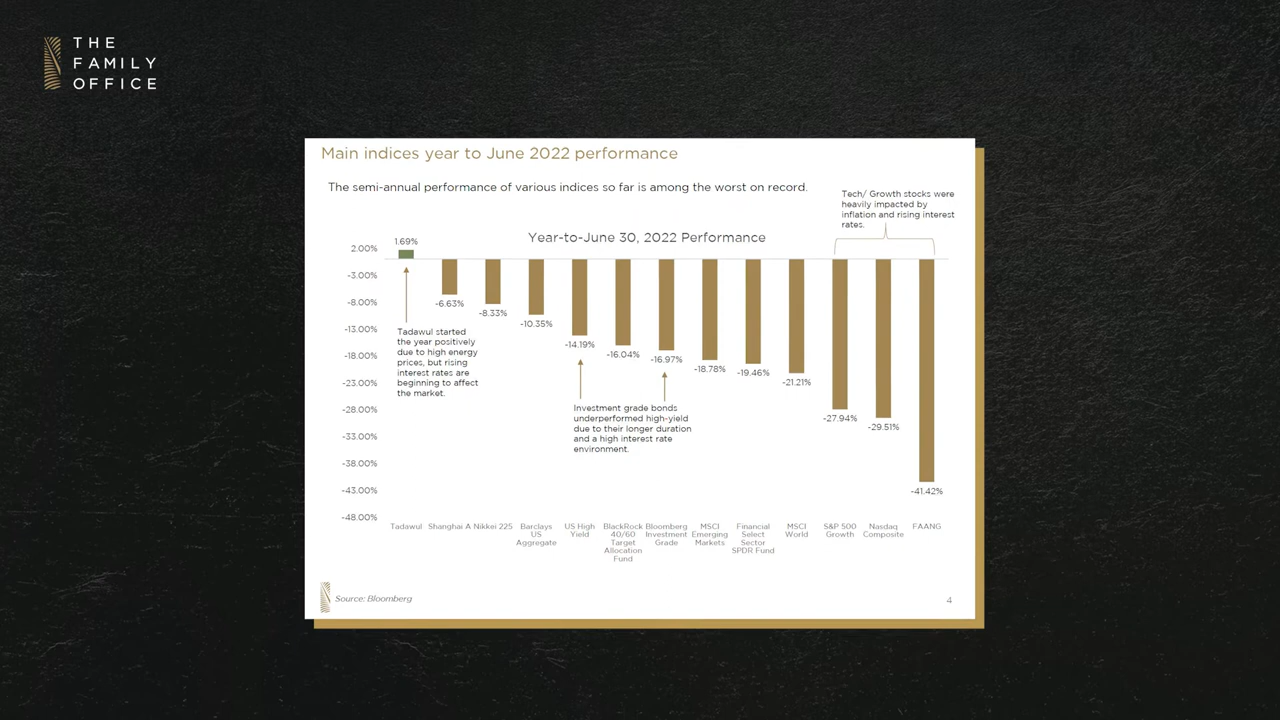 THE
FAMILY
OFFICE
Main indices year to June 2022 performance
The semi-annual performance of various indices so far is among the worst on record.
Tech/ Growth stocks were
heavily impacted by
inflation and rising interest
rates.
Year-to-June 30, 2022 Performance
2.00%
-3.00%
-8.00%
-13.00%
-18.00%
-23.00%
-28.00%
-33.00%
-38.00%
-43.00%
-48.00%
1.69%
-6.63%
-8.33%
-10.35%
-14.19%
-16.04%
-16.97%
-18.78%
-19.46%
-21.21%
-27.94%
-29.51%
-41.42%
Tadawul started
the year positively
due to high energy
prices, but rising
interest rates are
beginning to affect
the market.
Investment grade bonds
underperformed high-yield
due to their longer duration
and a high interest rate
environment.
Tadawul
Shanghai A
Nikkei 225
Barclays
US
Aggregate
US High
Yield
BlackRock
40/60
Target
Allocation
Fund
Bloomberg
Investment
Grade
MSCI
Emerging
Markets
Financial
Select
Sector
SPDR Fund
MSCI
World
S&P 500
Growth
Nasdaq
Composite
FAANG
Source: Bloomberg
4